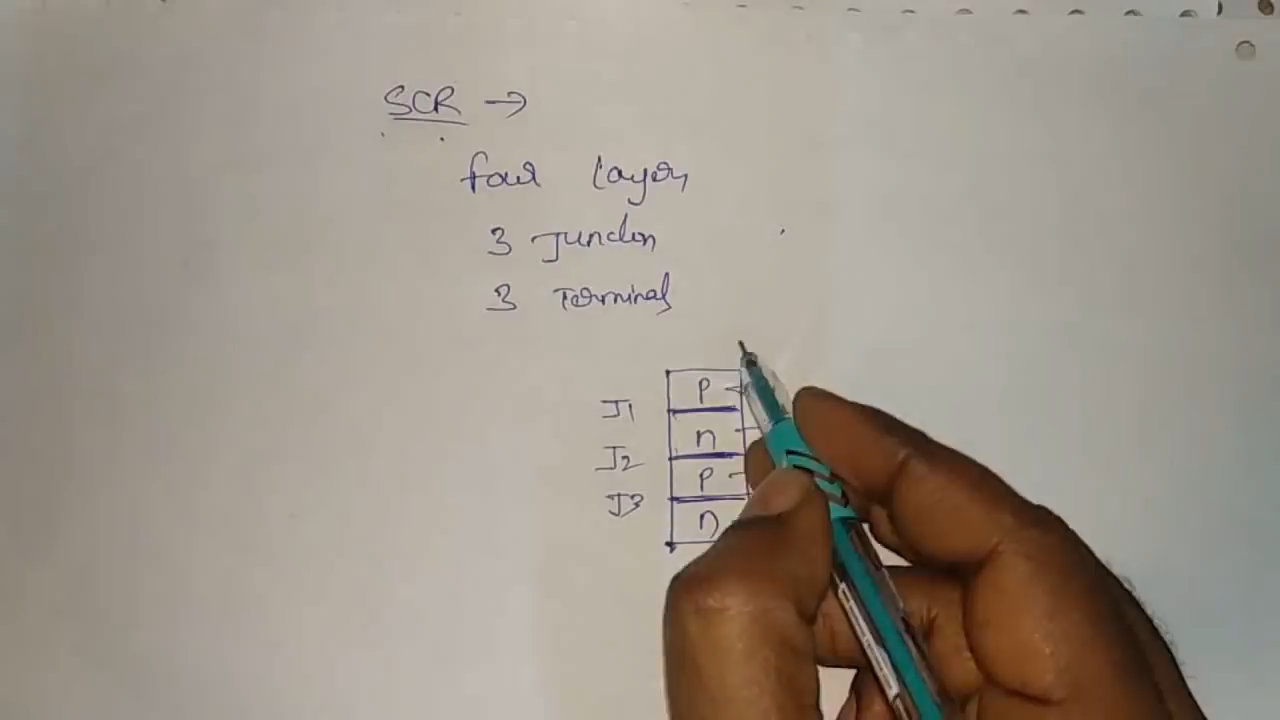 SCR →
four layer,
3 Junction
3 Terminal
P
J1
n
J2
P
J3
n